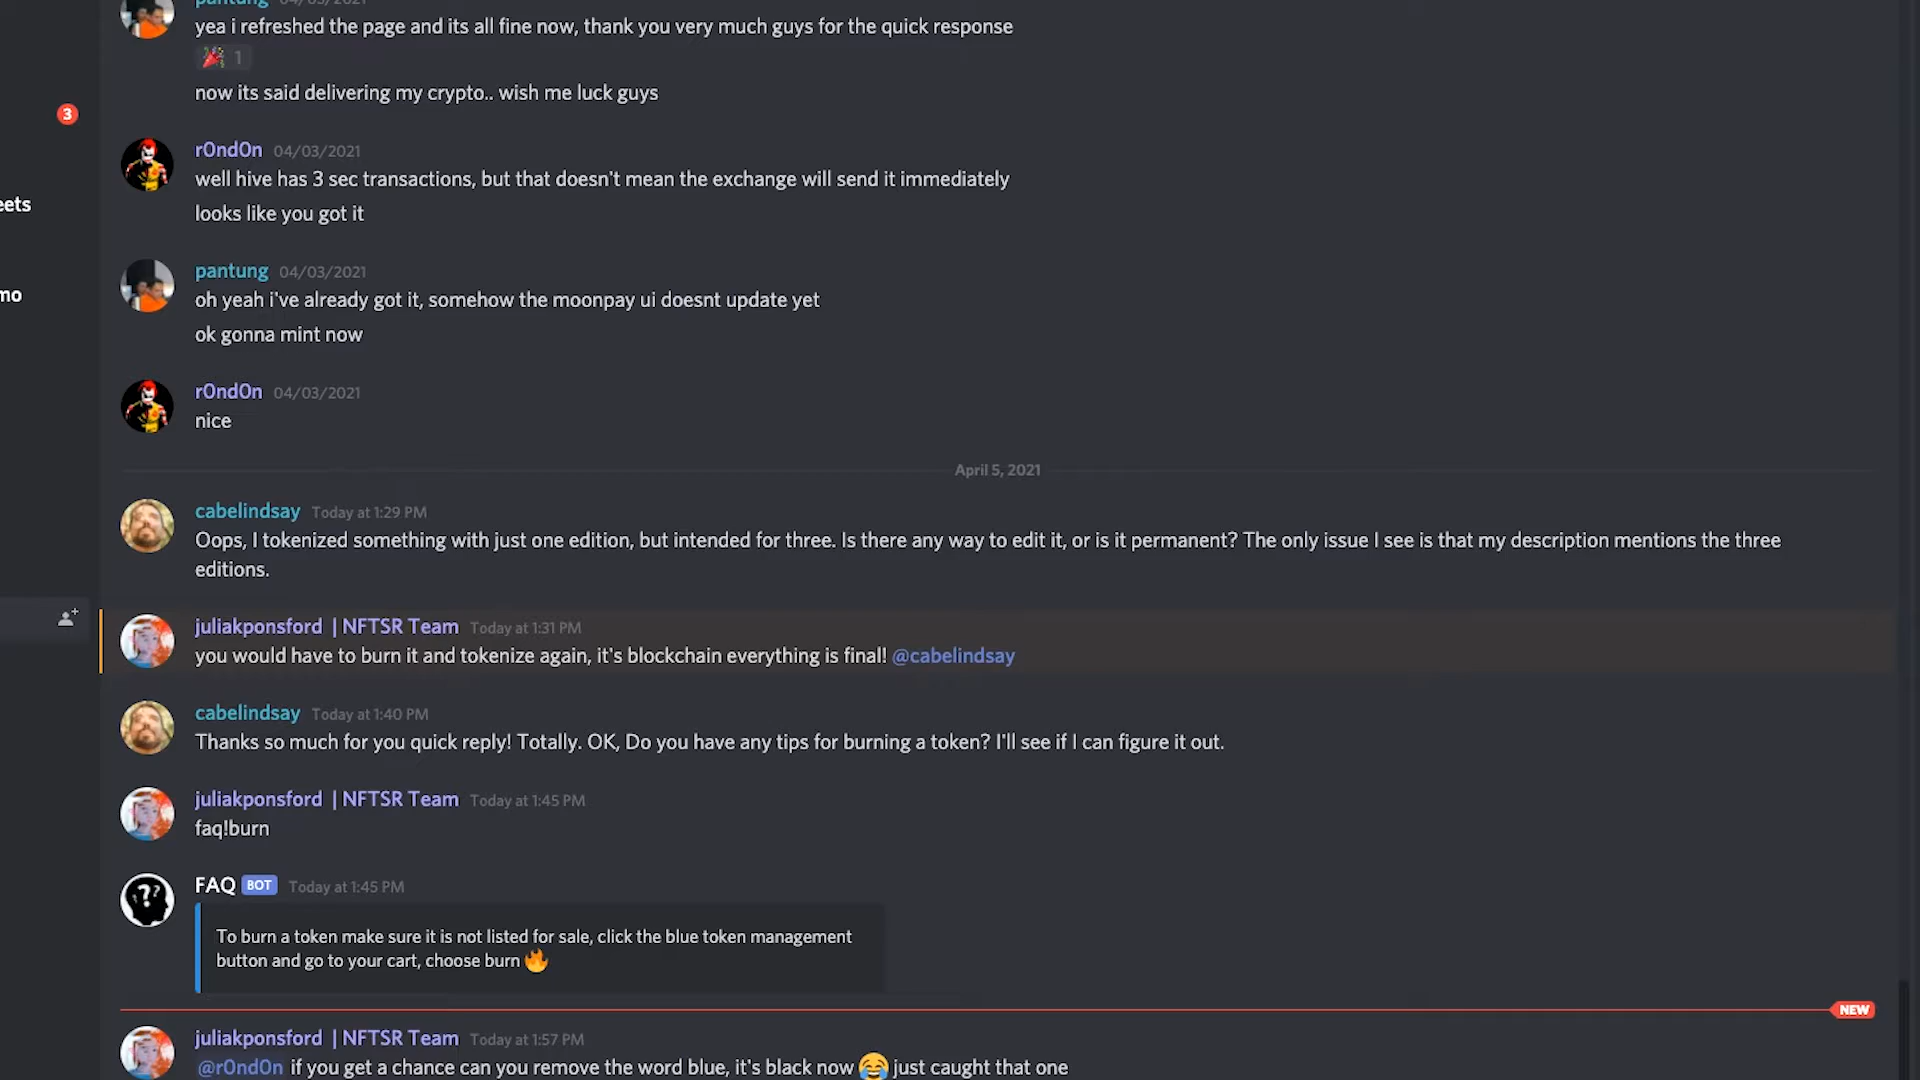 pantung 04/03/2021
yea i refreshed the page and its all fine now, thank you very much guys for the quick response
1
now its said delivering my crypto.. wish me luck guys
3
r0nd0n 04/03/2021
well hive has 3 sec transactions, but that doesn't mean the exchange will send it immediately
eets
looks like you got it
pantung 04/03/2021
mo
oh yeah i've already got it, somehow the moonpay ui doesnt update yet
ok gonna mint now
r0nd0n 04/03/2021
nice
April 5, 2021
cabelindsay Today at 1:29 PM
Oops, I tokenized something with just one edition, but intended for three. Is there any way to edit it, or is it permanent? The only issue I see is that my description mentions the three
editions.
juliakponsford | NFTSR Team Today at 1:31 PM
you would have to burn it and tokenize again, it's blockchain everything is final! @cabelindsay
cabelindsay Today at 1:40 PM
Thanks so much for you quick reply! Totally. OK, Do you have any tips for burning a token? I'll see if I can figure it out.
juliakponsford | NFTSR Team Today at 1:45 PM
faq!burn
FAQ BOT Today at 1:45 PM
??
To burn a token make sure it is not listed for sale, click the blue token management
button and go to your cart, choose burn 🔥
NEW
juliakponsford | NFTSR Team Today at 1:57 PM
@r0nd0n if you get a chance can you remove the word blue, it's black now 😂 just caught that one